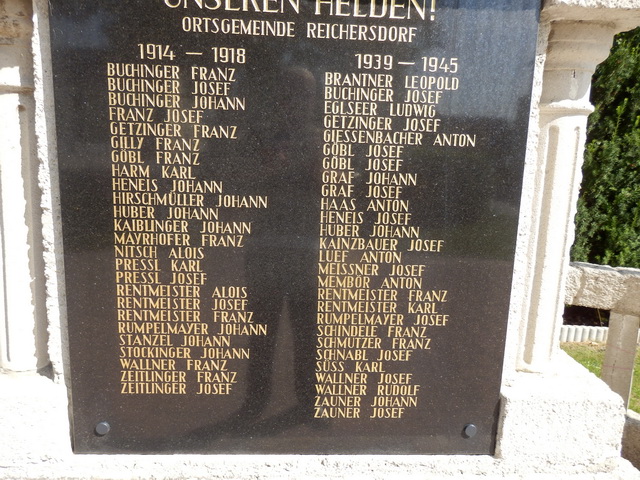 UNSEREN HELDEN!
ORTSGEMEINDE REICHERSDORF
1914 – 1918
BUCHINGER FRANZ
BUCHINGER JOSEF
BUCHINGER JOHANN
FRANZ JOSEF
GETZINGER FRANZ
GILLY FRANZ
GÖBL FRANZ
HARM KARL
HENEIS JOHANN
HIRSCHMÜLLER JOHANN
HUBER JOHANN
KAIBLINGER JOHANN
MAYRHOFER FRANZ
NITSCH ALOIS
PRESSL KARL
PRESSL JOSEF
RENTMEISTER ALOIS
RENTMEISTER JOSEF
RENTMEISTER FRANZ
RUMPELMAYER JOHANN
STANZEL JOHANN
STOCKINGER JOHANN
WALLNER FRANZ
ZEITLINGER FRANZ
ZEITLINGER JOSEF
1939 – 1945
BRANTNER LEOPOLD
BUCHINGER JOSEF
EGLSEER LUDWIG
GETZINGER JOSEF
GIESSENBACHER ANTON
GÖBL JOSEF
GÖBL JOSEF
GRAF JOHANN
GRAF JOSEF
HAAS ANTON
HENEIS JOSEF
HUBER JOHANN
KAINZBAUER JOSEF
LUEF ANTON
MEISSNER JOSEF
MEMBÖR ANTON
RENTMEISTER FRANZ
RENTMEISTER KARL
RUMPELMAYER JOSEF
SCHINDELE FRANZ
SCHMUTZER FRANZ
SCHNABL JOSEF
SÜSS KARL
WALLNER JOSEF
WALLNER RUDOLF
ZAUNER JOHANN
ZAUNER JOSEF